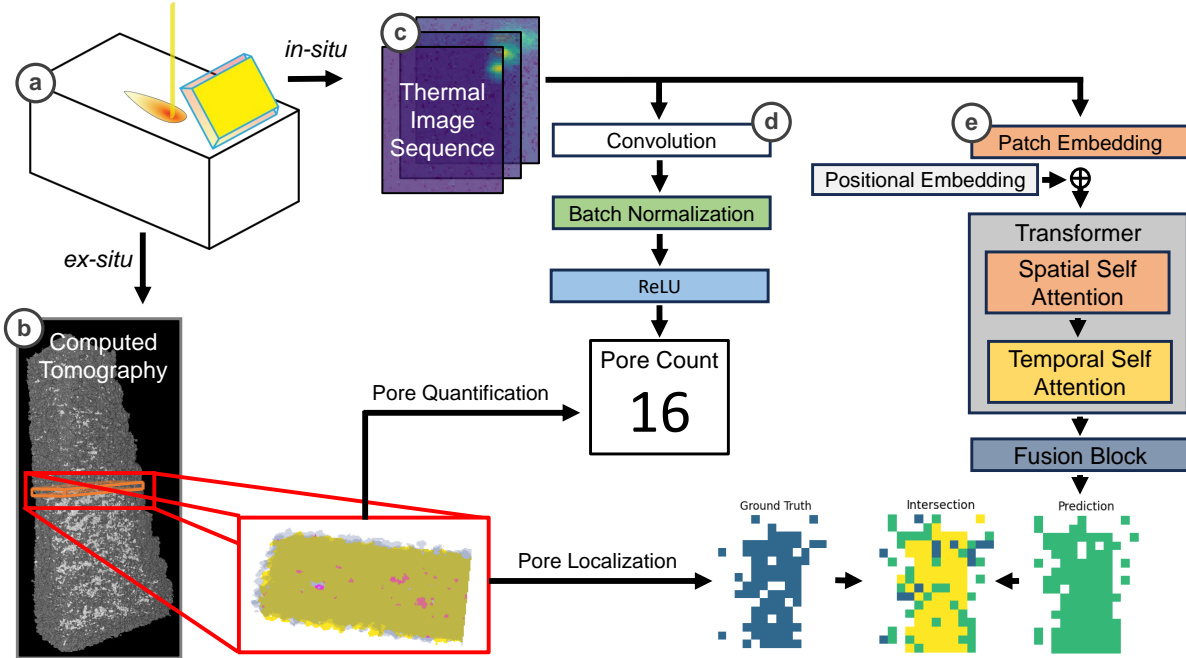 a
in-situ
c
Thermal
Image
Sequence
d
Convolution
Batch Normalization
ReLU
Pore Count
16
e
Patch Embedding
Positional Embedding
Transformer
Spatial Self
Attention
Temporal Self
Attention
Fusion Block
ex-situ
b
Computed
Tomography
Pore Quantification
Pore Localization
Ground Truth
Intersection
Prediction